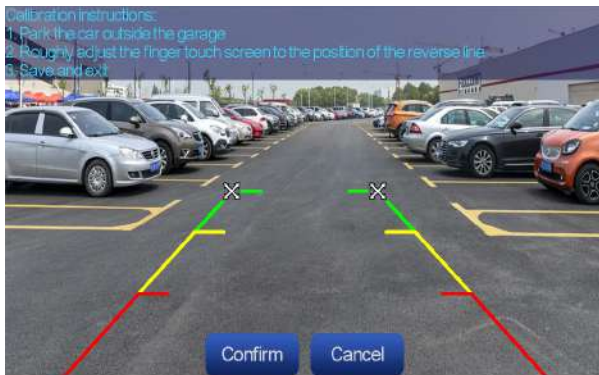 Calibration instructions:
1. Park the car outside the garage
2. Roughly adjust the finger touch screen to the position of the reverse line.
3. Save and exit
Confirm
Cancel